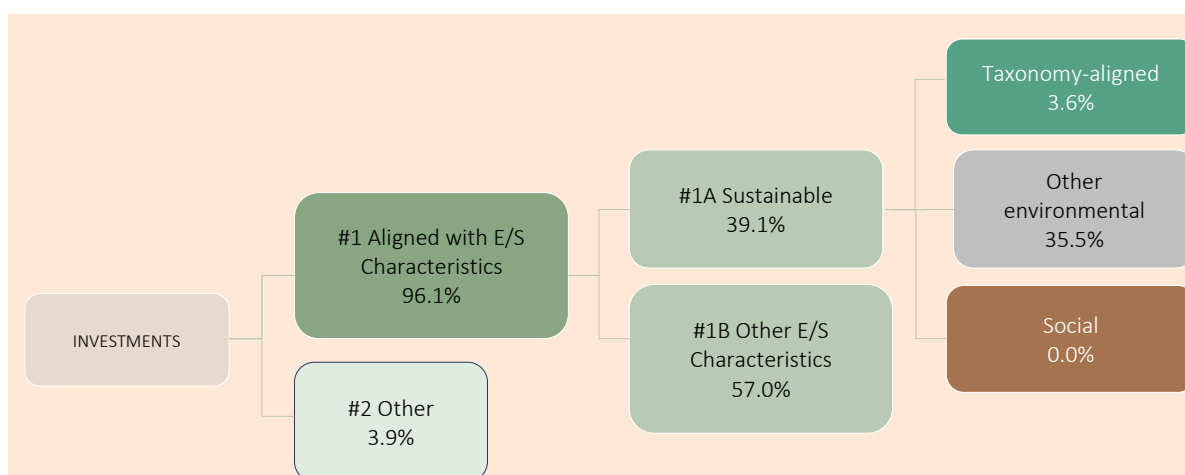 INVESTMENTS
#1 Aligned with E/S
Characteristics
96.1%
#2 Other
3.9%
#1A Sustainable
39.1%
#1B Other E/S
Characteristics
57.0%
Taxonomy-aligned
3.6%
Other
environmental
35.5%
Social
0.0%